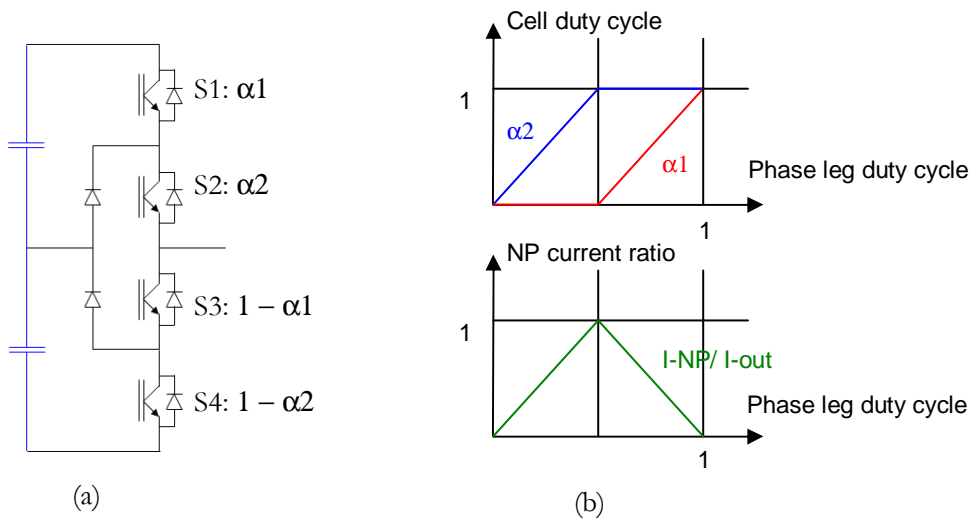 S1: α1
S2: α2
S3: 1 – α1
S4: 1 – α2
(a)
Cell duty cycle
1
α2
α1
Phase leg duty cycle
1
NP current ratio
1
I-NP/ I-out
Phase leg duty cycle
1
(b)